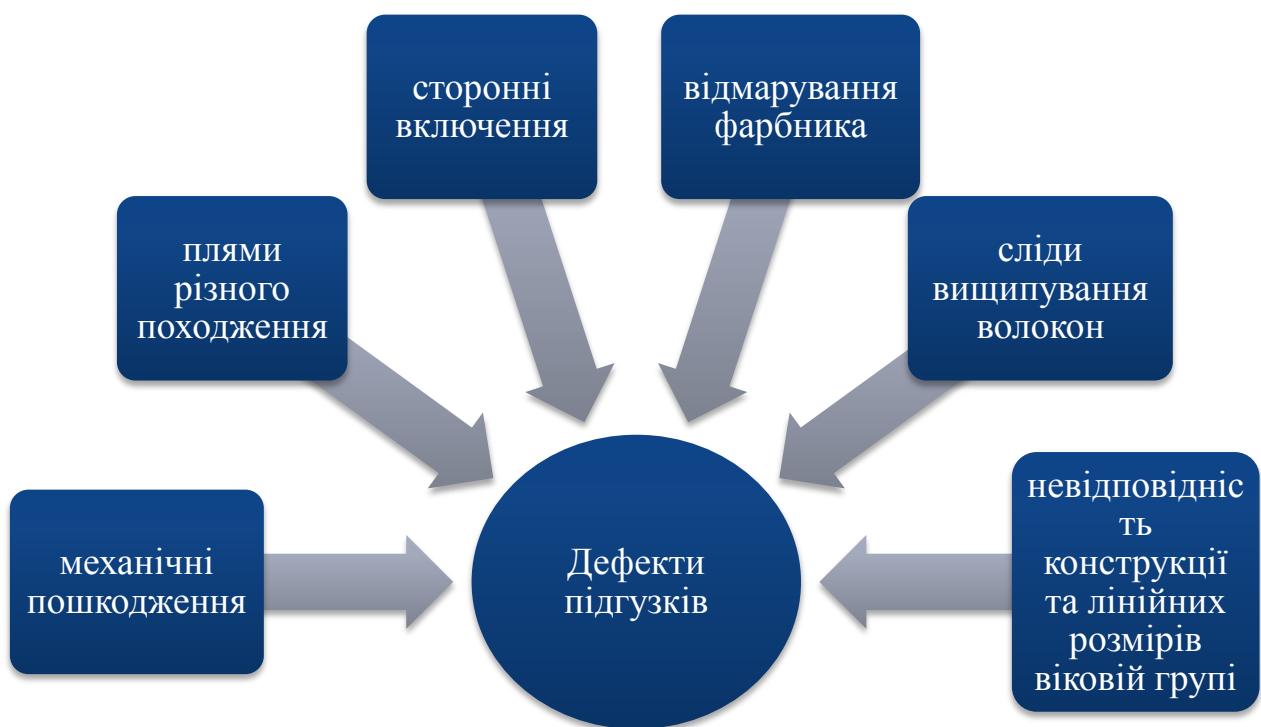 сторонні
включення
відмарування
фарбника
плями
різного
походження
сліди
вищипування
волокон
механічні
пошкодження
Дефекти
підгузків
невідповідніс
ть
конструкції
та лінійних
розмірів
віковій групі